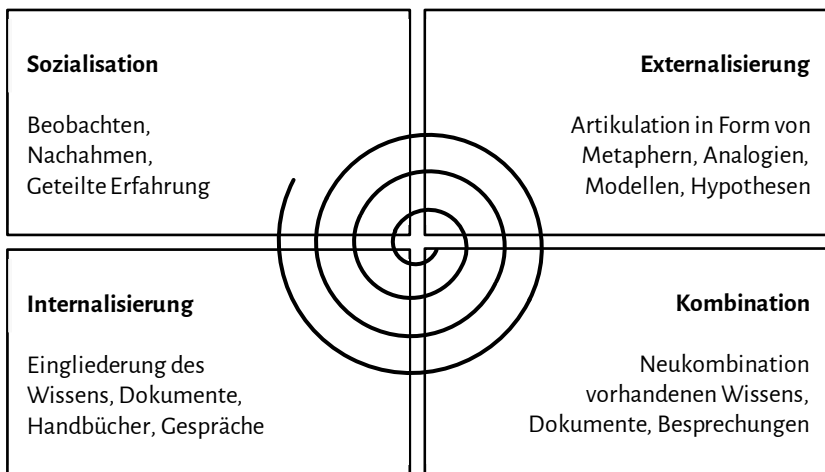 Sozialisation
Beobachten,
Nachahmen,
Geteilte Erfahrung
Externalisierung
Artikulation in Form von
Metaphern, Analogien,
Modellen, Hypothesen
Internalisierung
Eingliederung des
Wissens, Dokumente,
Handbücher, Gespräche
Kombination
Neukombination
vorhandenen Wissens,
Dokumente, Besprechungen